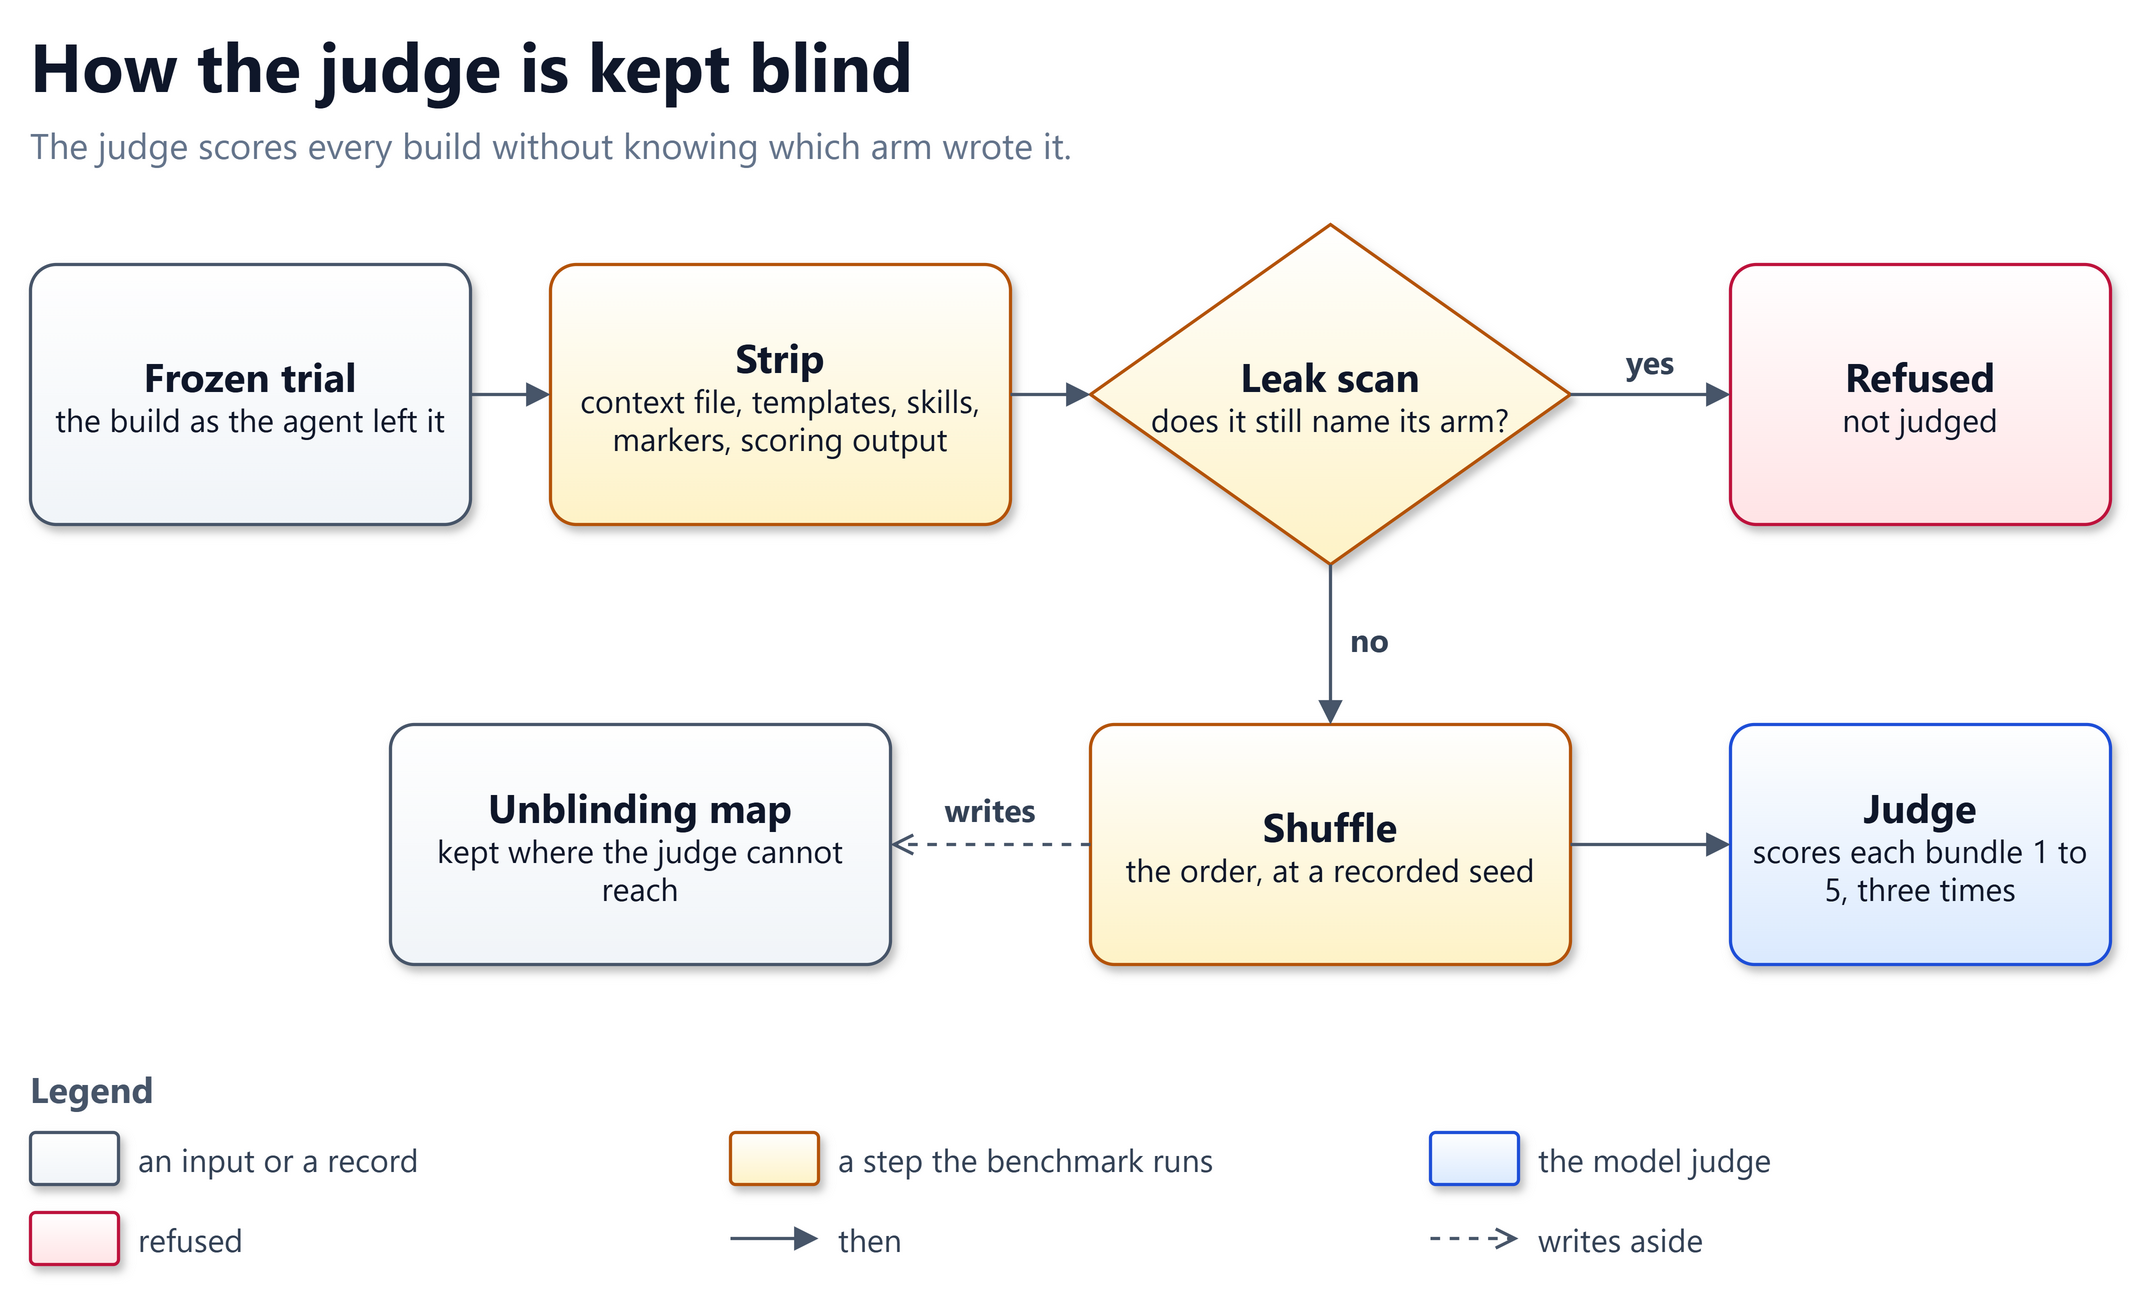 How the judge is kept blind
The judge scores every build without knowing which arm wrote it.
Frozen trial
the build as the agent left it
Strip
context file, templates, skills,
markers, scoring output
Leak scan
does it still name its arm?
yes
Refused
not judged
no
Unblinding map
kept where the judge cannot
reach
writes
Shuffle
the order, at a recorded seed
Judge
scores each bundle 1 to
5, three times
Legend
an input or a record
a step the benchmark runs
the model judge
refused
then
writes aside